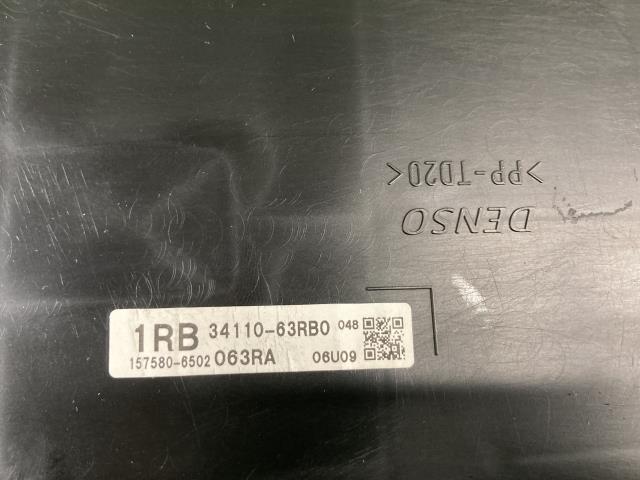 >PP-TD20<
DENSO
1RB 34110-63RB0 048
157580-6502 063RA 06U09